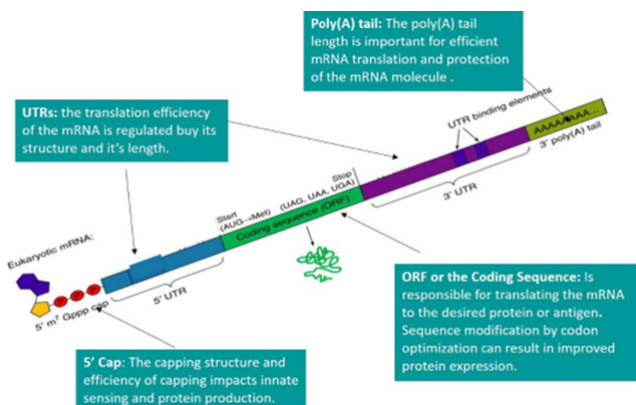 Poly(A) tail: The poly(A) tail
length is important for efficient
mRNA translation and protection
of the mRNA molecule .
UTRs: the translation efficiency
of the mRNA is regulated buy its
structure and it's length.
UTR binding elements
AAAAAAAA...
3' poly(A) tail
3' UTR
Stop
(UAG, UAA, UGA)
Start
(AUG→Met)
Coding sequence (ORF)
Eukaryotic mRNA:
P P P
5' UTR
5' m7 Gppp cap
ORF or the Coding Sequence: Is
responsible for translating the mRNA
to the desired protein or antigen.
Sequence modification by codon
optimization can result in improved
protein expression.
5' Cap: The capping structure and
efficiency of capping impacts innate
sensing and protein production.